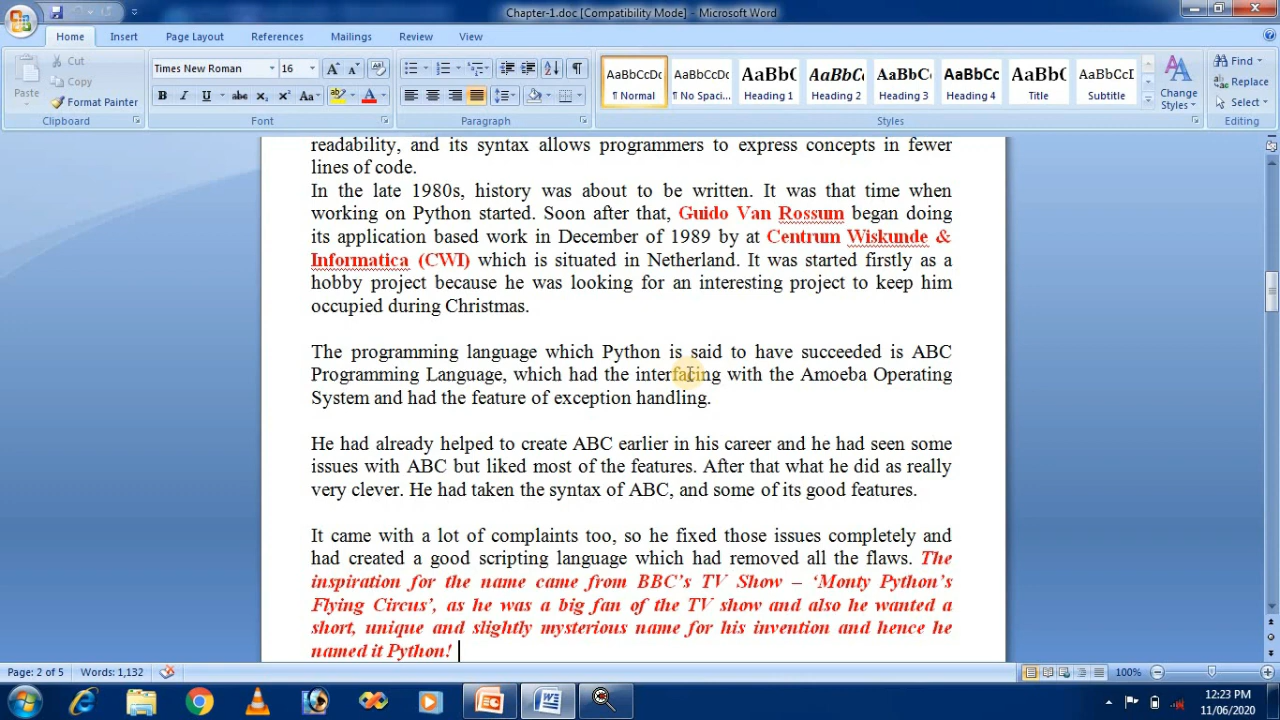 Chapter-1.doc [Compatibility Mode] - Microsoft Word
Home Insert Page Layout References Mailings Review View
Paste
Cut
Copy
Format Painter
Clipboard
Times New Roman 16
Font
Paragraph
AaBbCcDc AaBbCcDc AaBbC AaBbCc AaBbCc AaBbCc AaBbC AaBbCcI
¶ Normal ¶ No Spaci... Heading 1 Heading 2 Heading 3 Heading 4 Title Subtitle
Change Styles
Styles
Find
Replace
Select
Editing
readability, and its syntax allows programmers to express concepts in fewer
lines of code.
In the late 1980s, history was about to be written. It was that time when
working on Python started. Soon after that, Guido Van Rossum began doing
its application based work in December of 1989 by at Centrum Wiskunde &
Informatica (CWI) which is situated in Netherland. It was started firstly as a
hobby project because he was looking for an interesting project to keep him
occupied during Christmas.
The programming language which Python is said to have succeeded is ABC
Programming Language, which had the interfacing with the Amoeba Operating
System and had the feature of exception handling.
He had already helped to create ABC earlier in his career and he had seen some
issues with ABC but liked most of the features. After that what he did as really
very clever. He had taken the syntax of ABC, and some of its good features.
It came with a lot of complaints too, so he fixed those issues completely and
had created a good scripting language which had removed all the flaws. The
inspiration for the name came from BBC's TV Show – ‘Monty Python's
Flying Circus’, as he was a big fan of the TV show and also he wanted a
short, unique and slightly mysterious name for his invention and hence he
named it Python!
Page: 2 of 5 Words: 1,132 100%
12:23 PM
11/06/2020